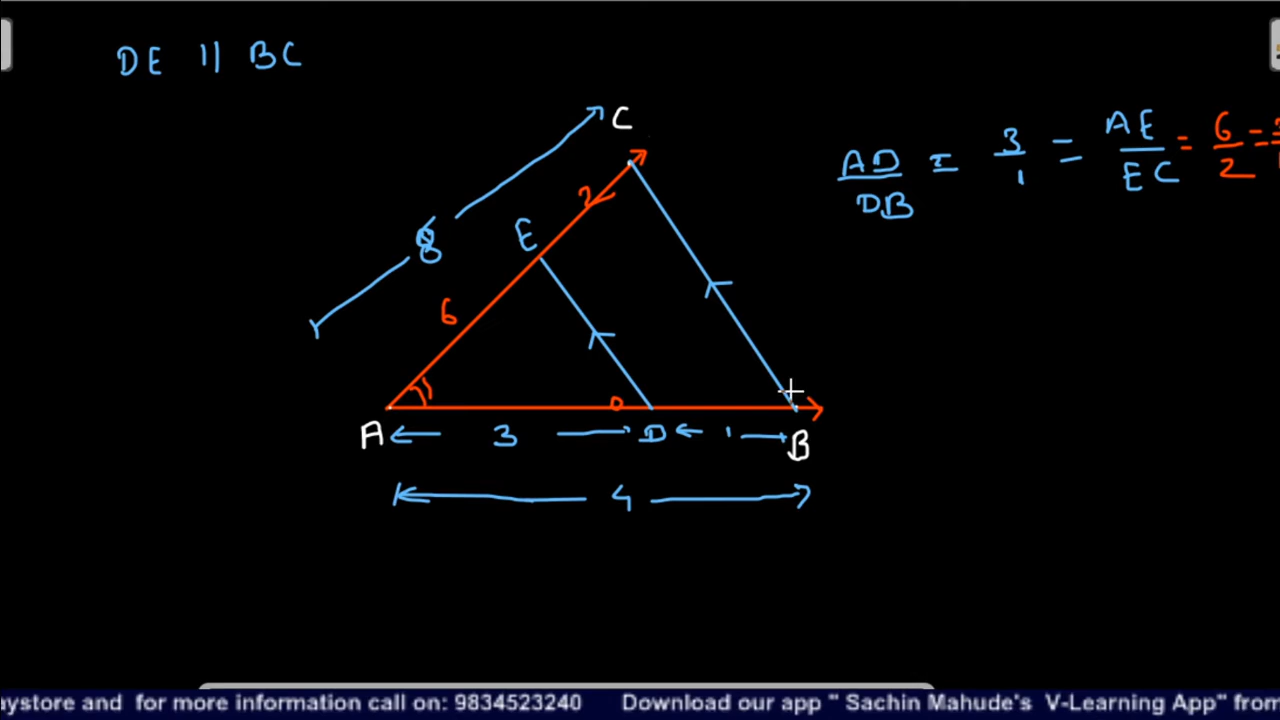 DE || BC
C
AD/DB = 3/1 = AE/EC = 6/2 =
2
E
8
6
A 3 D 1 B
4
aystore and for more information call on: 9834523240 Download our app " Sachin Mahude's V-Learning App" from